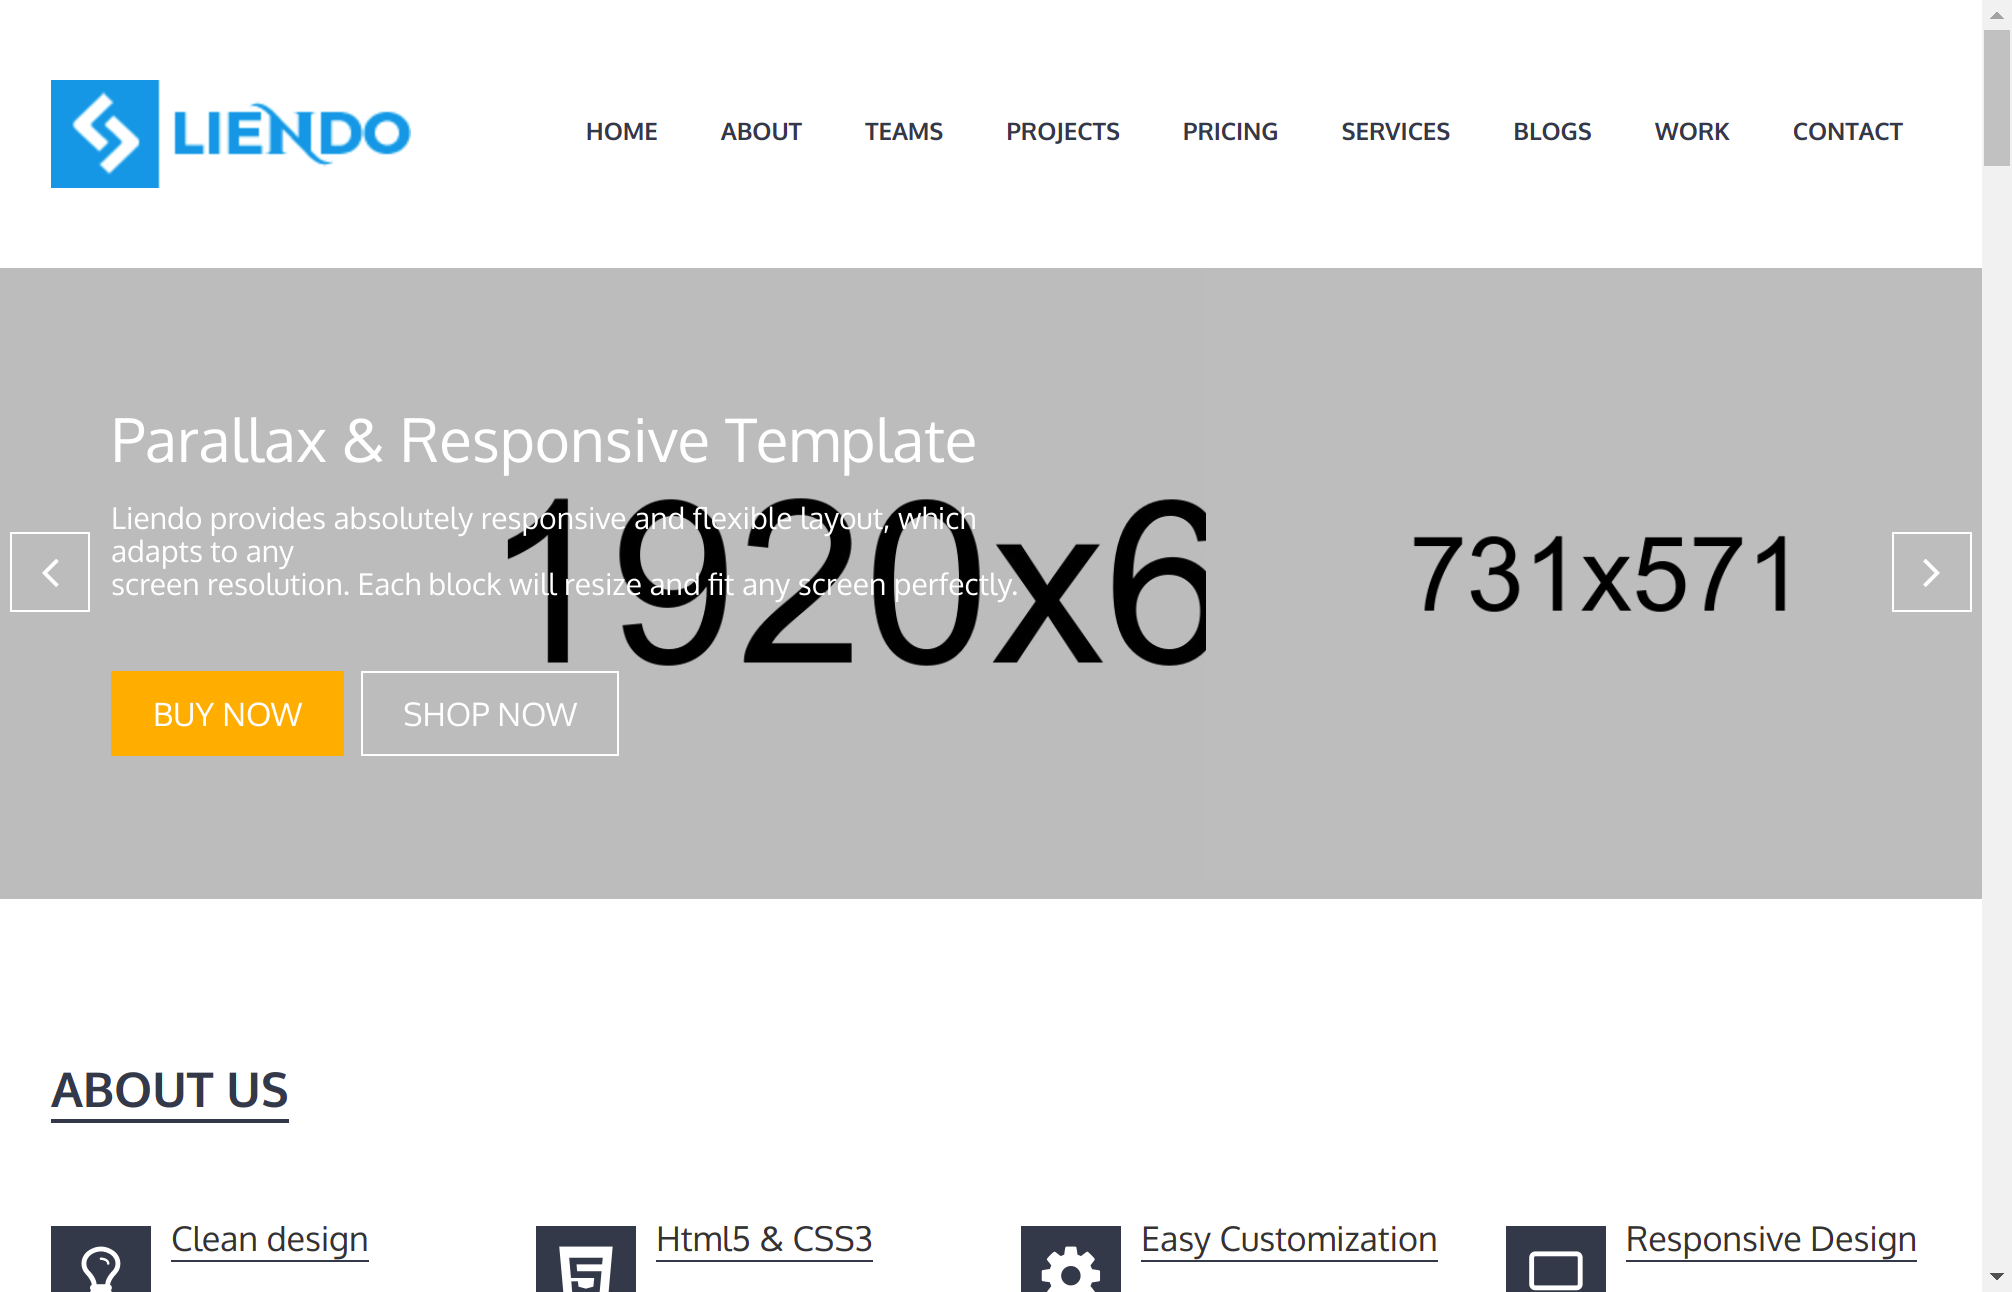 LIENDO
HOME ABOUT TEAMS PROJECTS PRICING SERVICES BLOGS WORK CONTACT
Parallax & Responsive Template
Liendo provides absolutely responsive and flexible layout, which
adapts to any
screen resolution. Each block will resize and fit any screen perfectly.
1920x6
731x571
BUY NOW SHOP NOW
ABOUT US
Clean design Html5 & CSS3 Easy Customization Responsive Design